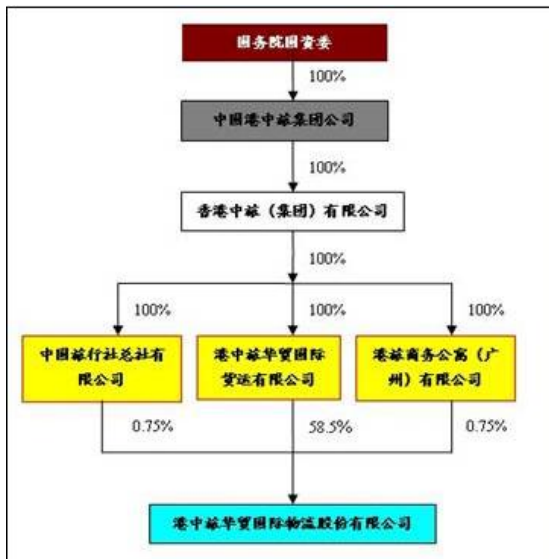 国务院国资委
100%
中国港中旅集团公司
100%
香港中旅（集团）有限公司
100%
100%
100%
100%
中国旅行社总社有
限公司
港中旅华贸国际
货运有限公司
港旅商务公寓（广
州）有限公司
0.75%
58.5%
0.75%
港中旅华贸国际物流股份有限公司